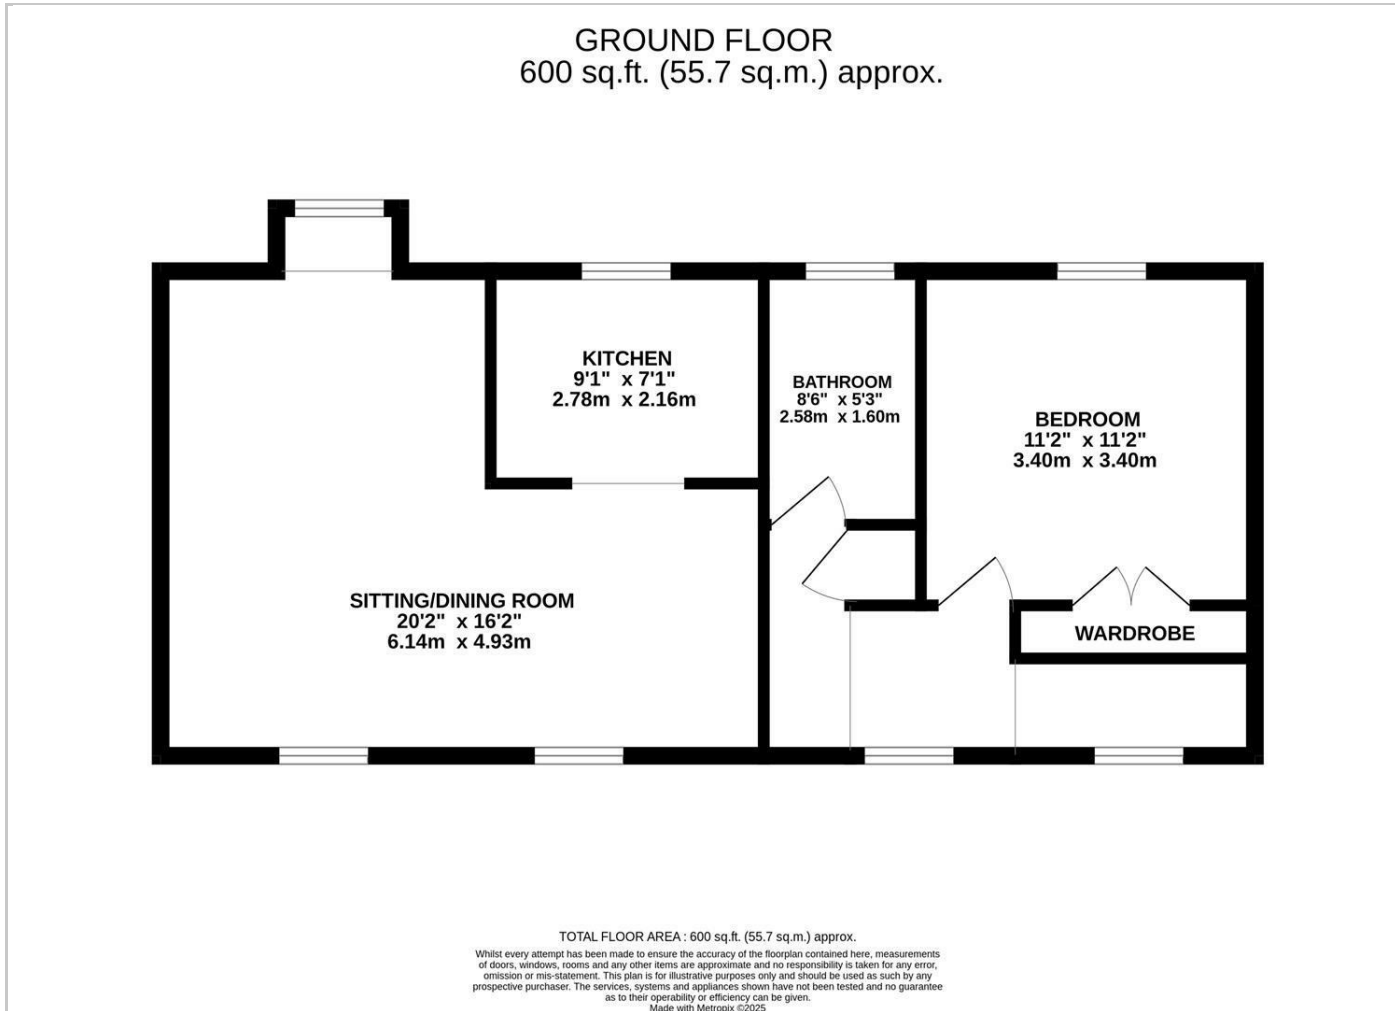 GROUND FLOOR
600 sq.ft. (55.7 sq.m.) approx.
KITCHEN
9'1" x 7'1"
2.78m x 2.16m
BATHROOM
8'6" x 5'3"
2.58m x 1.60m
BEDROOM
11'2" x 11'2"
3.40m x 3.40m
SITTING/DINING ROOM
20'2" x 16'2"
6.14m x 4.93m
WARDROBE
TOTAL FLOOR AREA : 600 sq.ft. (55.7 sq.m.) approx.
Whilst every attempt has been made to ensure the accuracy of the floorplan contained here, measurements
of doors, windows, rooms and any other items are approximate and no responsibility is taken for any error,
omission or mis-statement. This plan is for illustrative purposes only and should be used as such by any
prospective purchaser. The services, systems and appliances shown have not been tested and no guarantee
as to their operability or efficiency can be given.
Made with Metropix ©2025